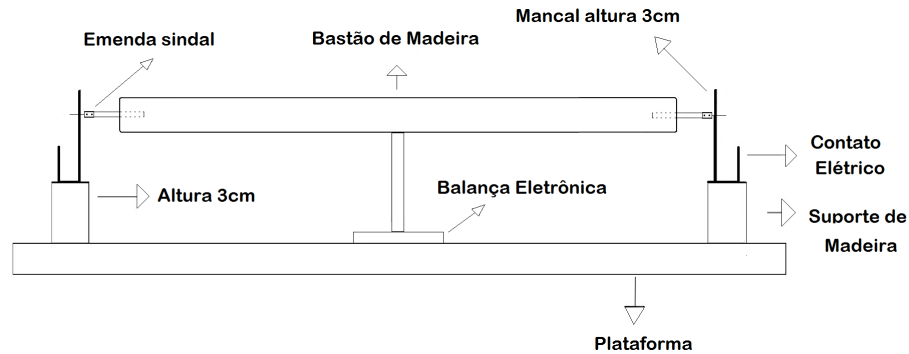 Emenda sindal
Bastão de Madeira
Mancal altura 3cm
Contato
Elétrico
Altura 3cm
Balança Eletrônica
Suporte de
Madeira
Plataforma